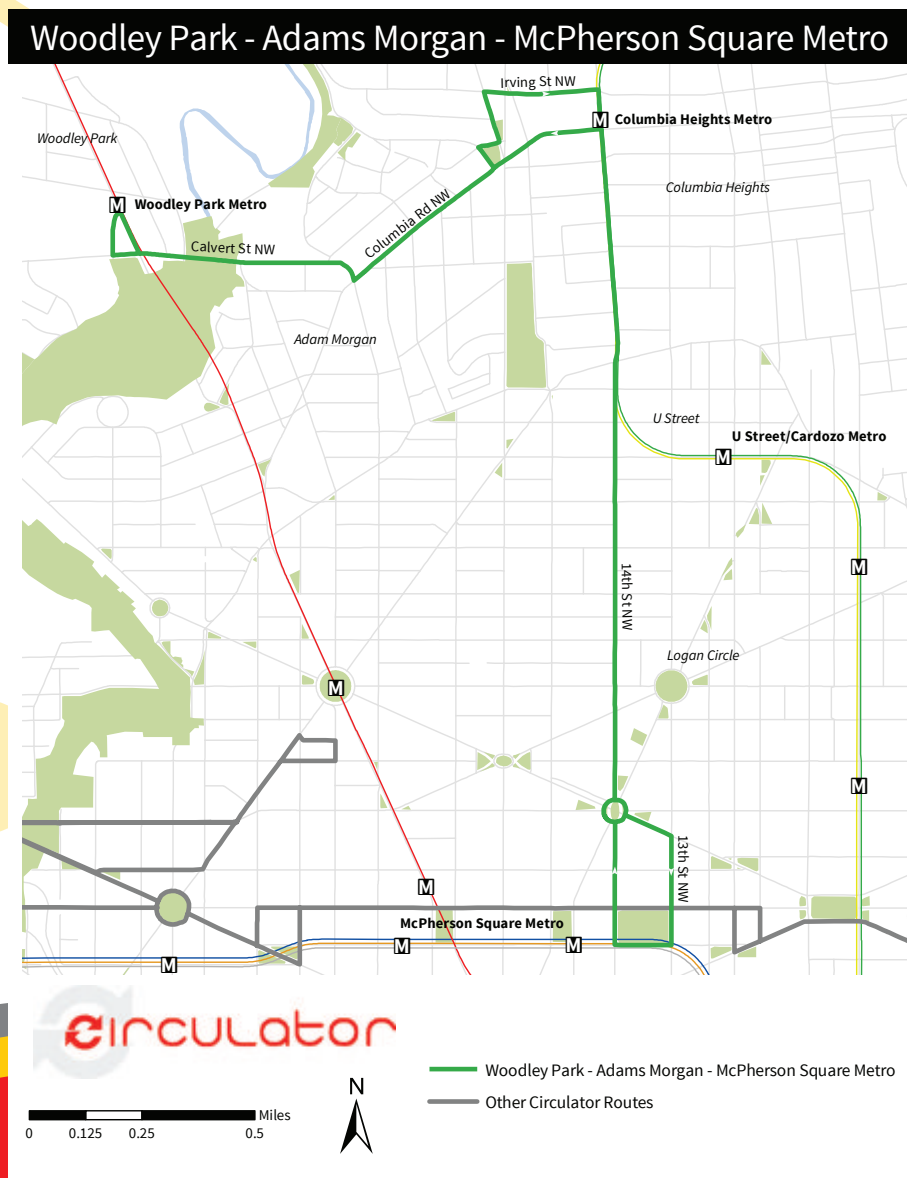 Woodley Park - Adams Morgan - McPherson Square Metro
Irving St NW
M Columbia Heights Metro
Woodley Park
Columbia Heights
M Woodley Park Metro
Columbia Rd NW
Calvert St NW
Adam Morgan
U Street
U Street/Cardozo Metro
M
M
14th St NW
Logan Circle
M
M
13th St NW
M
McPherson Square Metro
M
M
M
circulator
Woodley Park - Adams Morgan - McPherson Square Metro
Other Circulator Routes
N
Miles
0 0.125 0.25 0.5